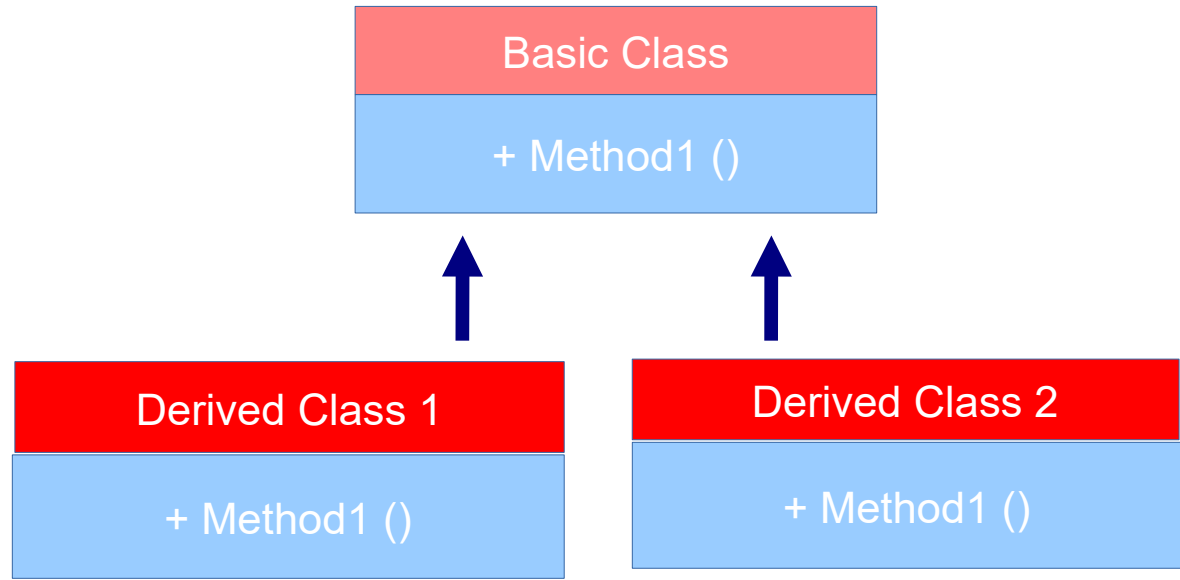 Basic Class
+ Method1 ()
Derived Class 1
+ Method1 ()
Derived Class 2
+ Method1 ()